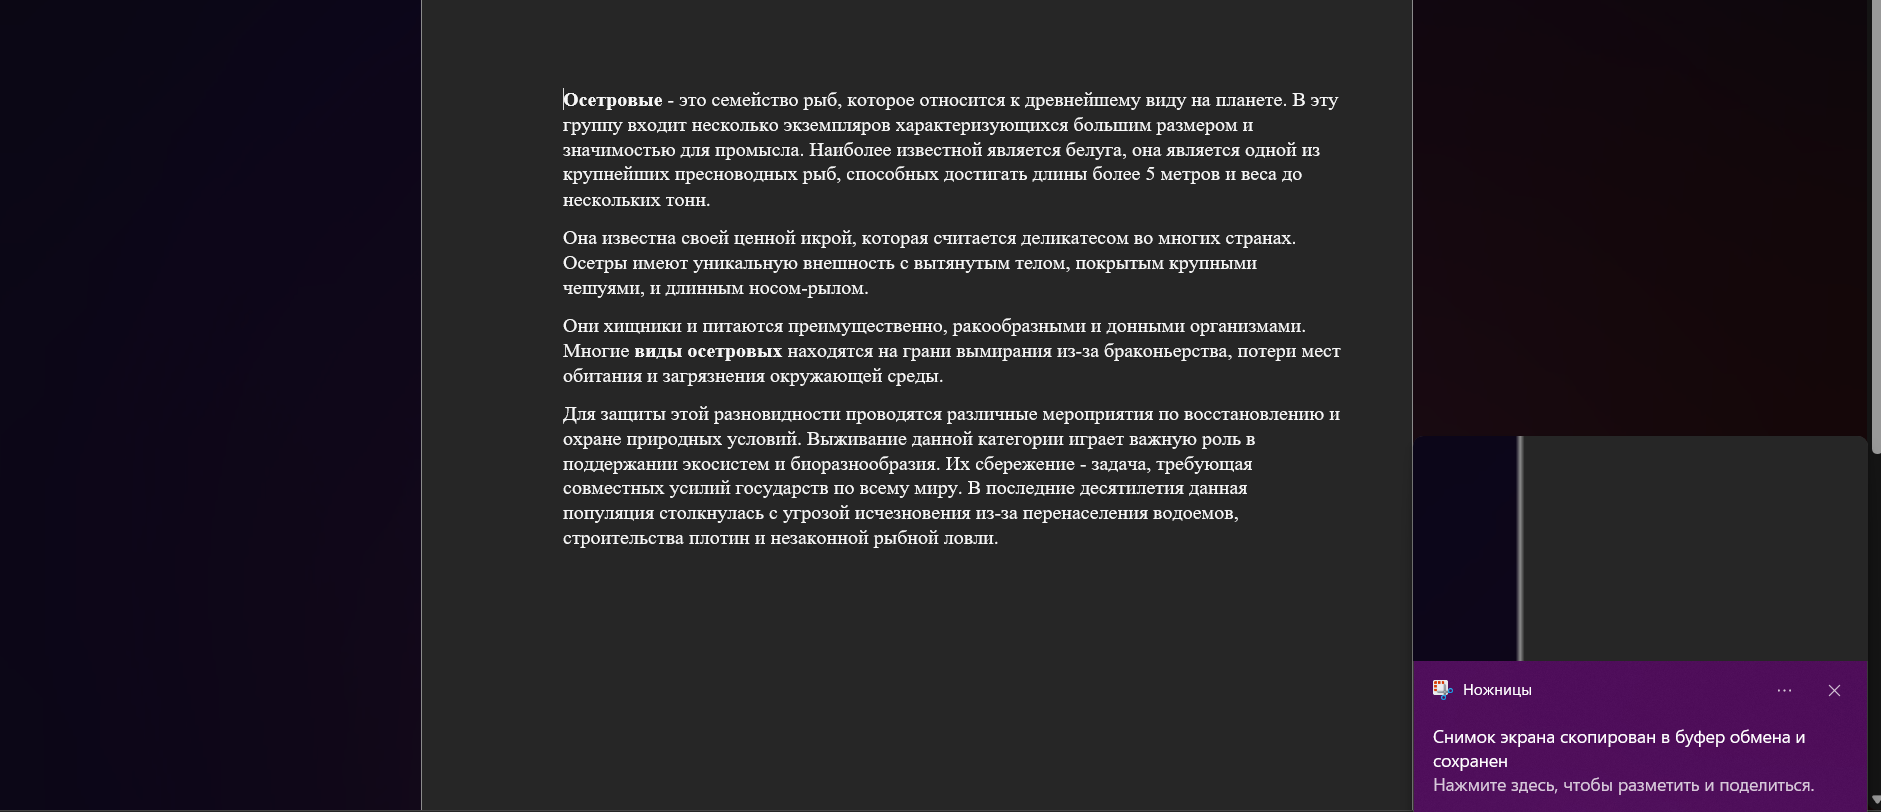 Осетровые - это семейство рыб, которое относится к древнейшему виду на планете. В эту
группу входит несколько экземпляров характеризующихся большим размером и
значимостью для промысла. Наиболее известной является белуга, она является одной из
крупнейших пресноводных рыб, способных достигать длины более 5 метров и веса до
нескольких тонн.
Она известна своей ценной икрой, которая считается деликатесом во многих странах.
Осетры имеют уникальную внешность с вытянутым телом, покрытым крупными
чешуями, и длинным носом-рылом.
Они хищники и питаются преимущественно, ракообразными и донными организмами.
Многие виды осетровых находятся на грани вымирания из-за браконьерства, потери мест
обитания и загрязнения окружающей среды.
Для защиты этой разновидности проводятся различные мероприятия по восстановлению и
охране природных условий. Выживание данной категории играет важную роль в
поддержании экосистем и биоразнообразия. Их сбережение - задача, требующая
совместных усилий государств по всему миру. В последние десятилетия данная
популяция столкнулась с угрозой исчезновения из-за перенаселения водоемов,
строительства плотин и незаконной рыбной ловли.
Ножницы
Снимок экрана скопирован в буфер обмена и
сохранен
Нажмите здесь, чтобы разметить и поделиться.